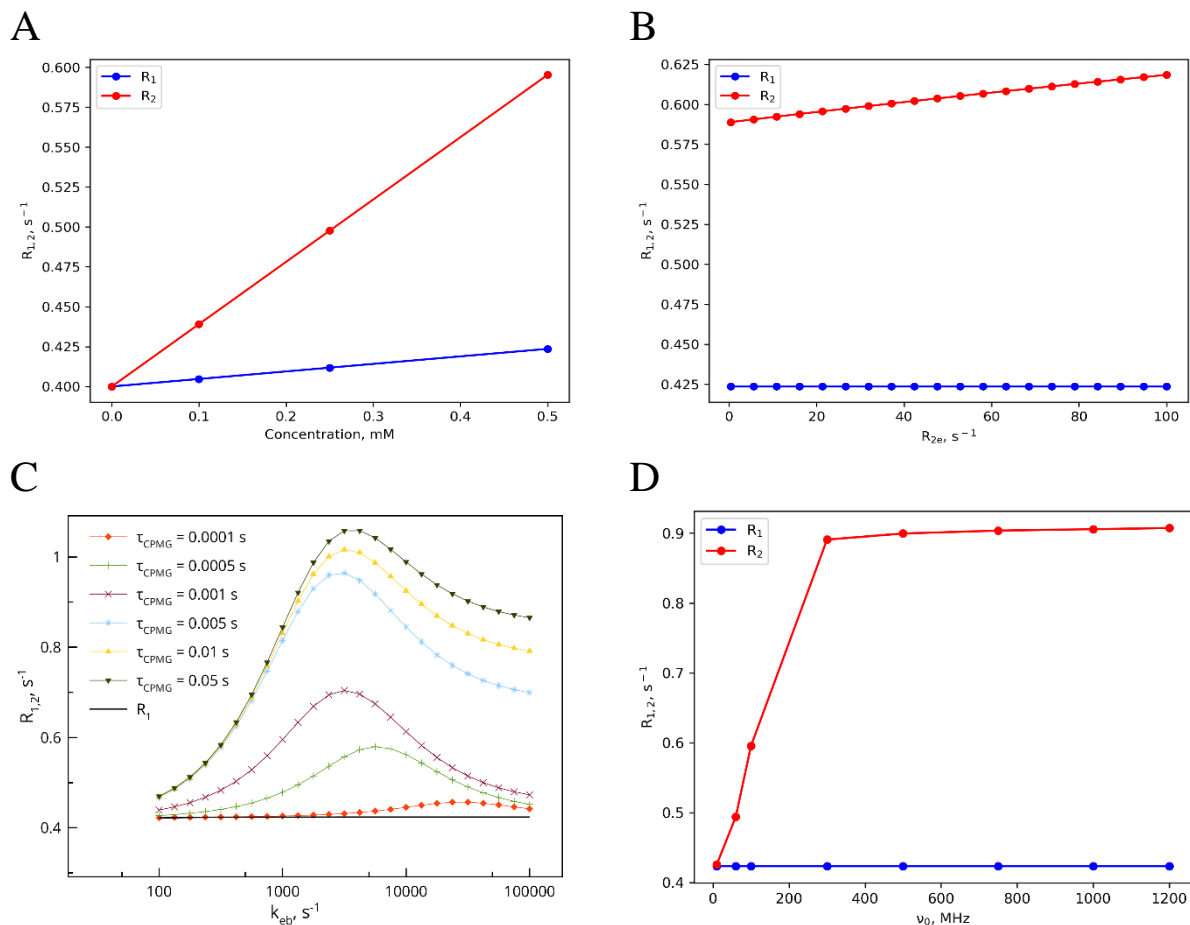 A
R₁
R₂
0.600
0.575
0.550
0.525
0.500
0.475
0.450
0.425
0.400
R₁,₂, s⁻¹
0.0
0.1
0.2
0.3
0.4
0.5
Concentration, mM
B
R₁
R₂
0.625
0.600
0.575
0.550
0.525
0.500
0.475
0.450
0.425
R₁,₂, s⁻¹
0
20
40
60
80
100
R₂ₑ, s⁻¹
C
τCPMG = 0.0001 s
τCPMG = 0.0005 s
τCPMG = 0.001 s
τCPMG = 0.005 s
τCPMG = 0.01 s
τCPMG = 0.05 s
R₁
1
0.8
0.6
0.4
R₁,₂, s⁻¹
100
1000
10000
100000
keb, s⁻¹
D
R₁
R₂
0.9
0.8
0.7
0.6
0.5
0.4
R₁,₂, s⁻¹
0
200
400
600
800
1000
1200
ν₀, MHz